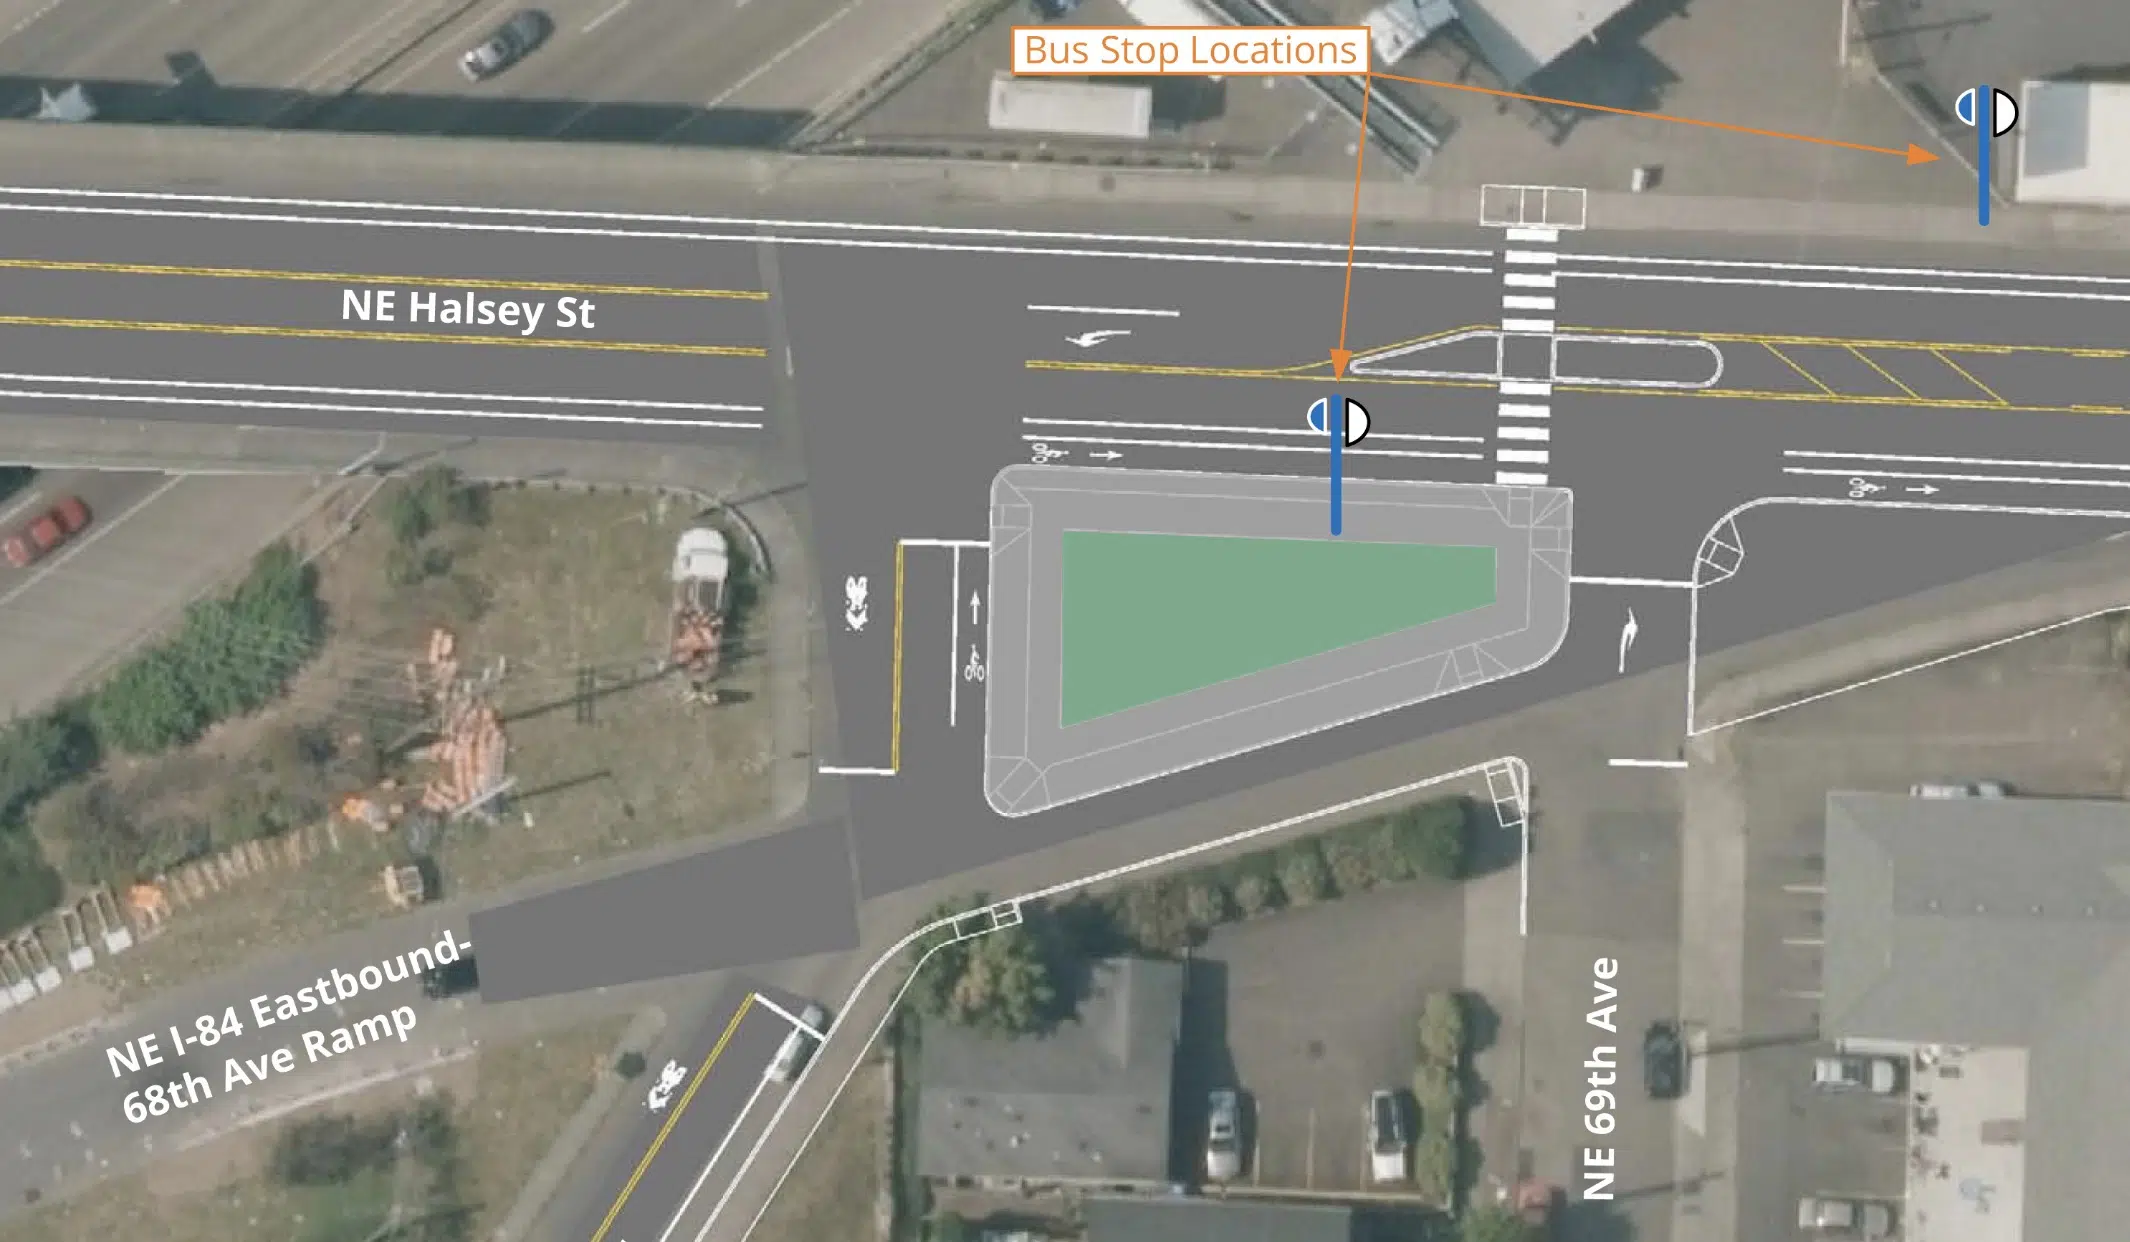 Bus Stop Locations
NE Halsey St
NE I-84 Eastbound-
68th Ave Ramp
NE 69th Ave